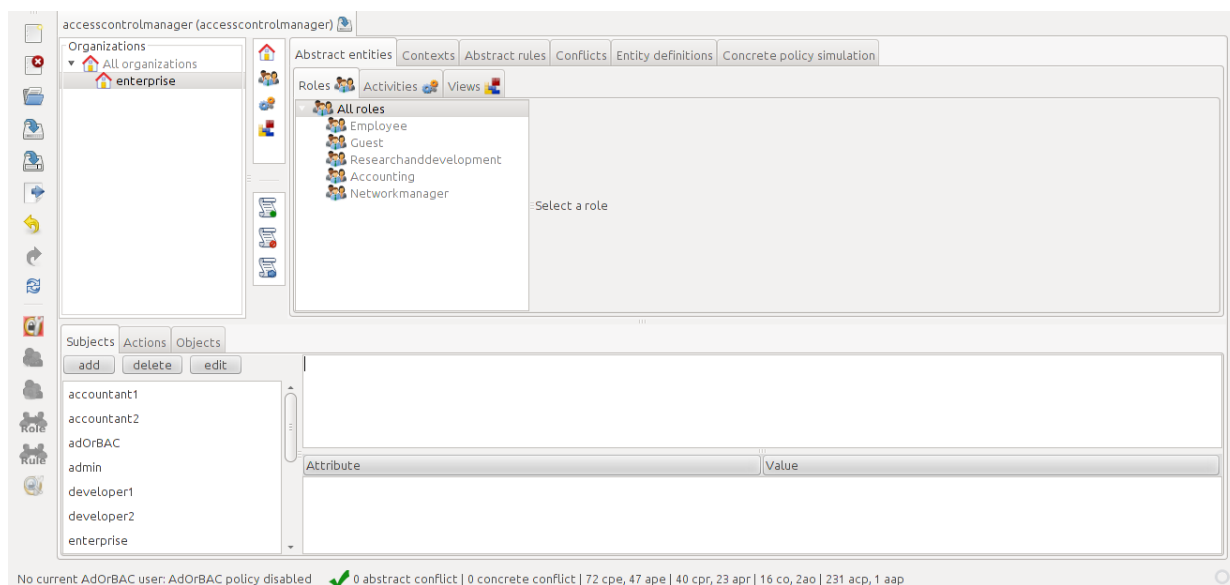 accesscontrolmanager (accesscontrolmanager)
Organizations
All organizations
enterprise
Abstract entities Contexts Abstract rules Conflicts Entity definitions Concrete policy simulation
Roles Activities Views
All roles
Employee
Guest
Researchanddevelopment
Accounting
Networkmanager
Select a role
Role
Rule
Subjects Actions Objects
add delete edit
accountant1
accountant2
adOrBAC
admin
developer1
developer2
enterprise
Attribute Value
No current AdOrBAC user: AdOrBAC policy disabled 0 abstract conflict | 0 concrete conflict | 72 cpe, 47 ape | 40 cpr, 23 apr | 16 co, 2ao | 231 acp, 1 aap